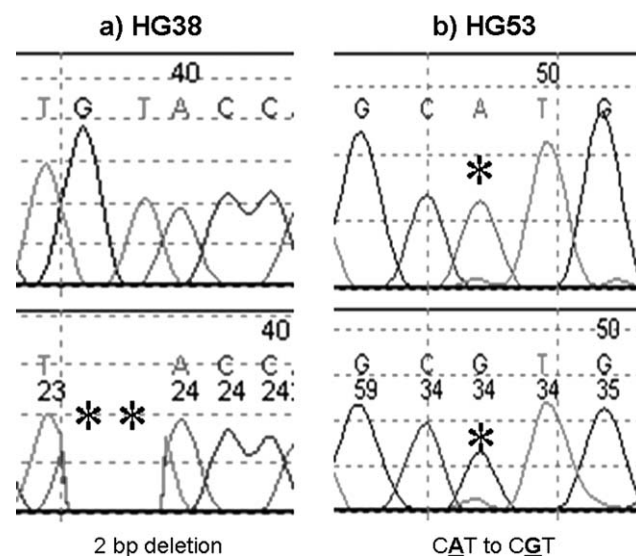 a) HG38
40
T G T A C C
40
T A C C
23 * * 24 24 24
2 bp deletion
b) HG53
50
G C A T G
*
50
G C G T G
59 34 34 34 35
*
CAT to CGT